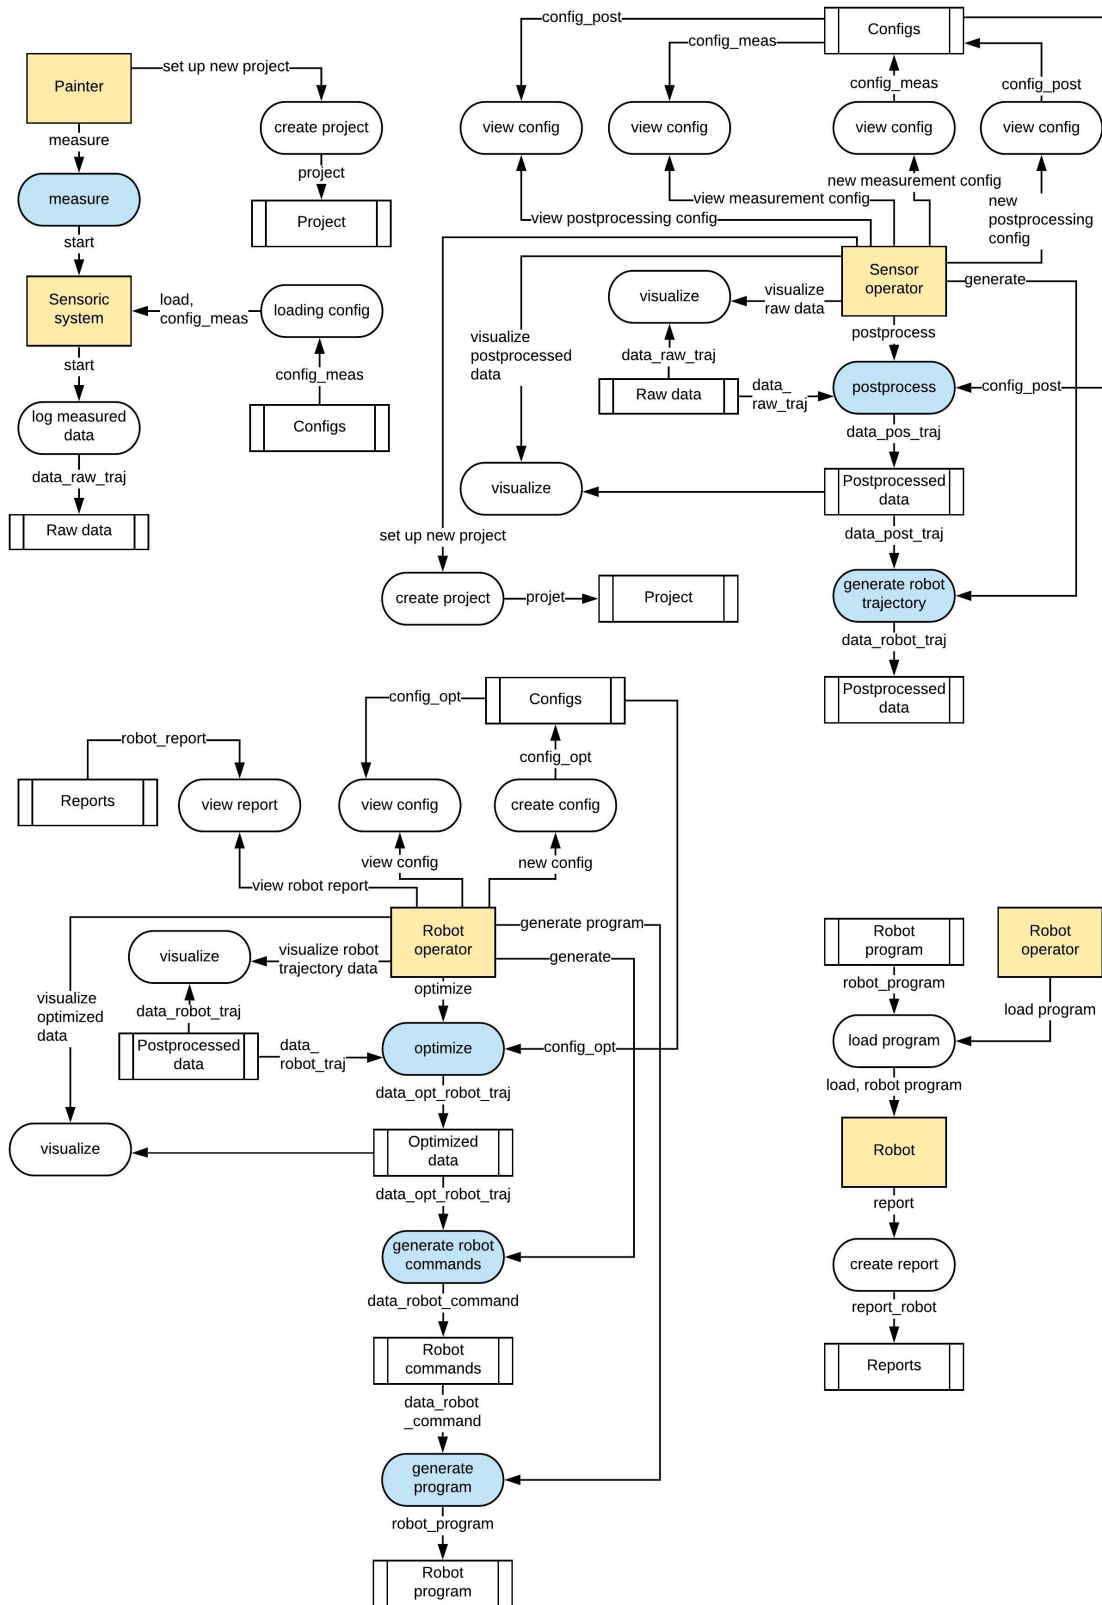 Painter
set up new project
measure
create project
measure
project
Project
start
Sensoric
system
load,
config_meas
loading config
start
config_meas
log measured
data
Configs
data_raw_traj
Raw data
config_post
Configs
config_meas
config_meas
config_post
view config
view config
view config
view config
new measurement config
view measurement config
new
postprocessing
config
view postprocessing config
Sensor
operator
generate
visualize
visualize
raw data
postprocess
visualize
postprocessed
data
data_raw_traj
Raw data
data_
raw_traj
postprocess
config_post
data_pos_traj
visualize
Postprocessed
data
set up new project
data_post_traj
create project
projet
Project
generate robot
trajectory
data_robot_traj
Postprocessed
data
config_opt
Configs
robot_report
config_opt
Reports
view report
view config
create config
view config
new config
view robot report
Robot
operator
generate program
visualize
visualize robot
trajectory data
generate
optimize
visualize
optimized
data
data_robot_traj
Postprocessed
data
data_
robot_traj
optimize
config_opt
data_opt_robot_traj
visualize
Optimized
data
data_opt_robot_traj
generate robot
commands
data_robot_command
Robot
commands
data_robot
_command
generate
program
robot_program
Robot
program
Robot
program
Robot
operator
robot_program
load program
load program
load, robot program
Robot
report
create report
report_robot
Reports